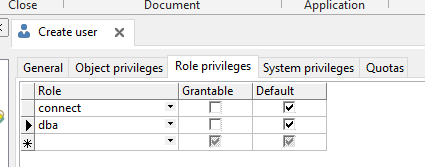 Close Document Application
Create user
General Object privileges Role privileges System privileges Quotas
Role Grantable Default
connect
dba